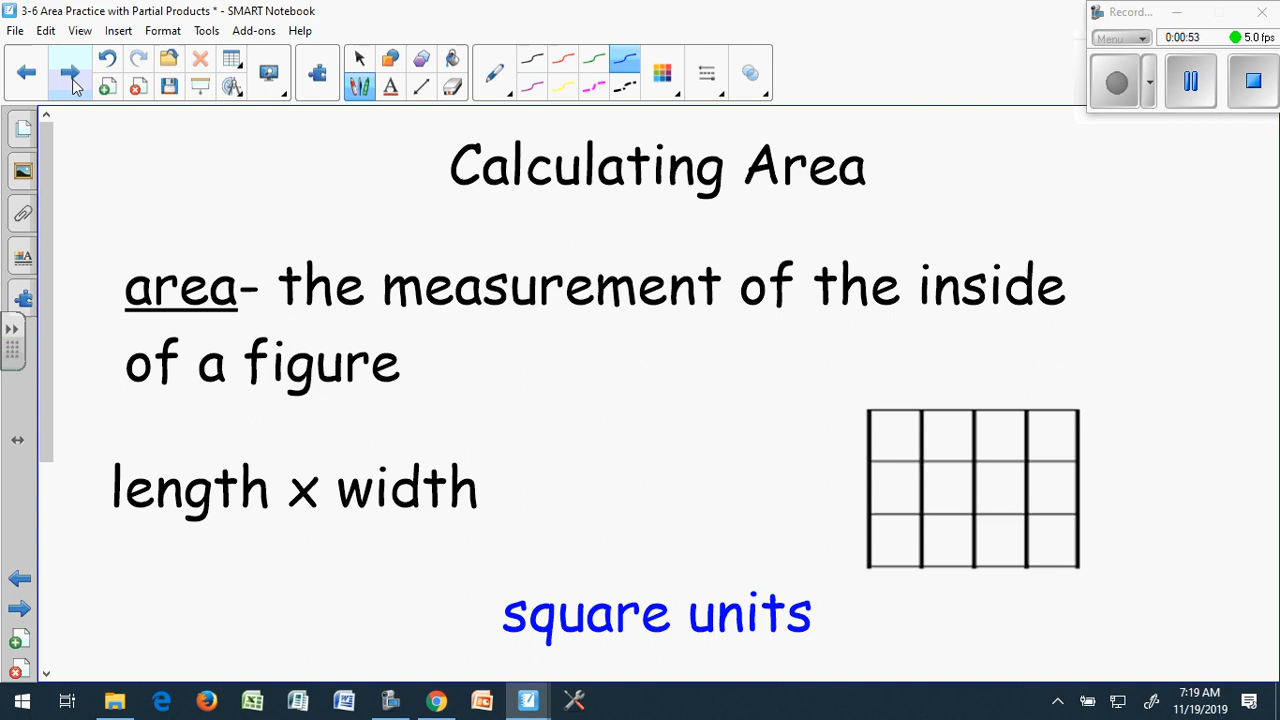 3-6 Area Practice with Partial Products * - SMART Notebook
File Edit View Insert Format Tools Add-ons Help
Record...
Menu 0:00:53 5.0 fps
Calculating Area
area- the measurement of the inside
of a figure
length x width
square units
7:19 AM
11/19/2019